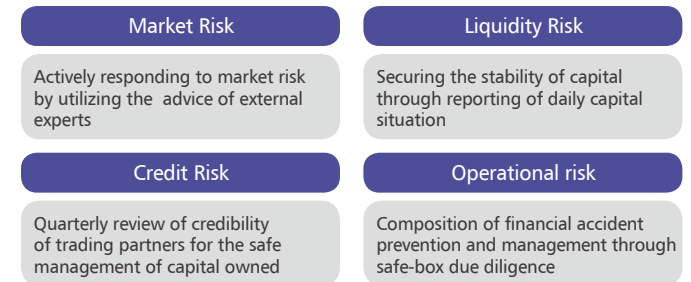 Market Risk
Actively responding to market risk
by utilizing the advice of external
experts
Liquidity Risk
Securing the stability of capital
through reporting of daily capital
situation
Credit Risk
Quarterly review of credibility
of trading partners for the safe
management of capital owned
Operational risk
Composition of financial accident
prevention and management through
safe-box due diligence